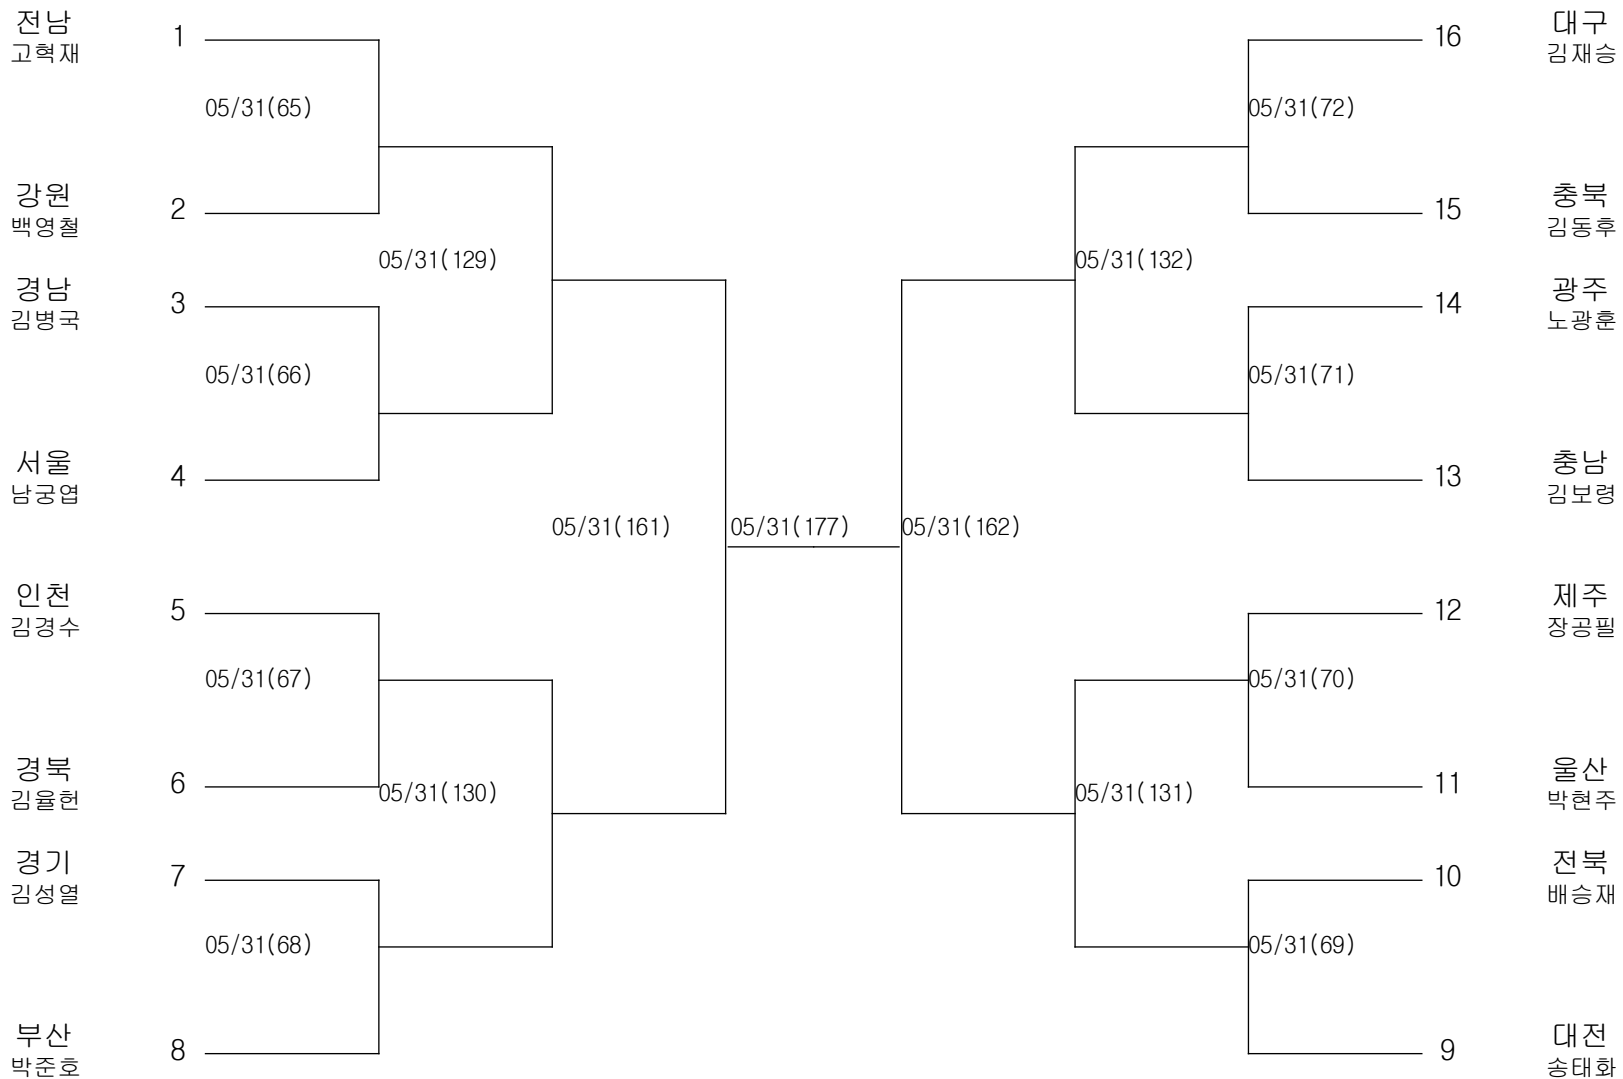 전남
고혁재
1
05/31(65)
강원
백영철
2
05/31(129)
경남
김병국
3
05/31(66)
서울
남궁엽
4
05/31(161)
인천
김경수
5
05/31(67)
경북
김율헌
6
05/31(130)
경기
김성열
7
05/31(68)
부산
박준호
8
05/31(177)
대구
김재승
16
05/31(72)
충북
김동후
15
05/31(132)
광주
노광훈
14
05/31(71)
충남
김보령
13
05/31(162)
제주
장공필
12
05/31(70)
울산
박현주
11
05/31(131)
전북
배승재
10
05/31(69)
대전
송태화
9